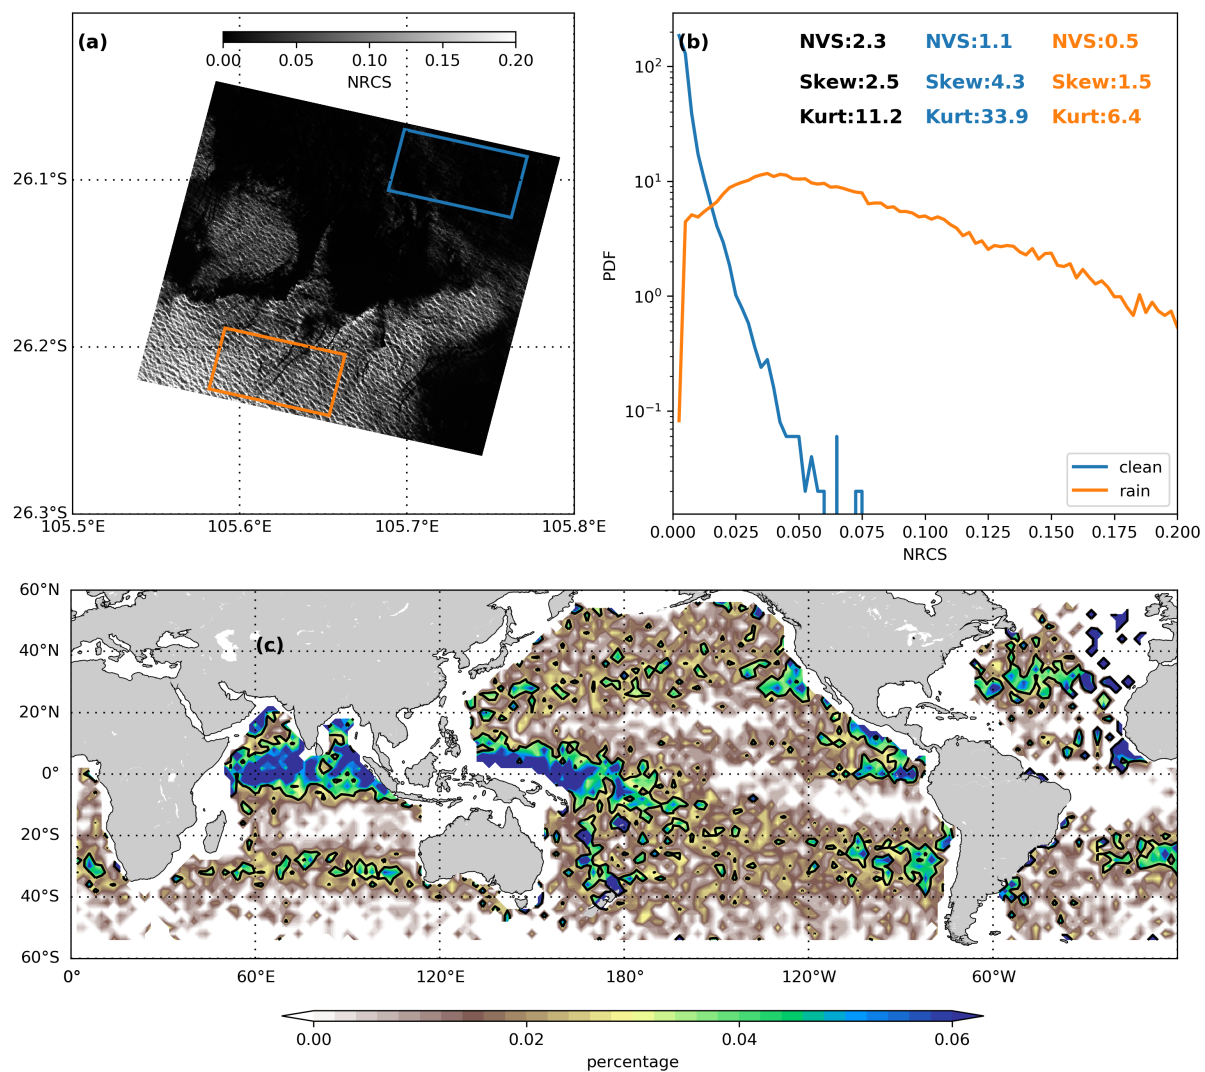 (a)
0.00 0.05 0.10 0.15 0.20
NRCS
26.1°S
26.2°S
26.3°S
105.5°E 105.6°E 105.7°E 105.8°E
(b)
NVS:2.3 NVS:1.1 NVS:0.5
Skew:2.5 Skew:4.3 Skew:1.5
Kurt:11.2 Kurt:33.9 Kurt:6.4
10²
10¹
10⁰
10⁻¹
PDF
clean
rain
0.000 0.025 0.050 0.075 0.100 0.125 0.150 0.175 0.200
NRCS
(c)
60°N
40°N
20°N
0°
20°S
40°S
60°S
0° 60°E 120°E 180° 120°W 60°W
0.00 0.02 0.04 0.06
percentage